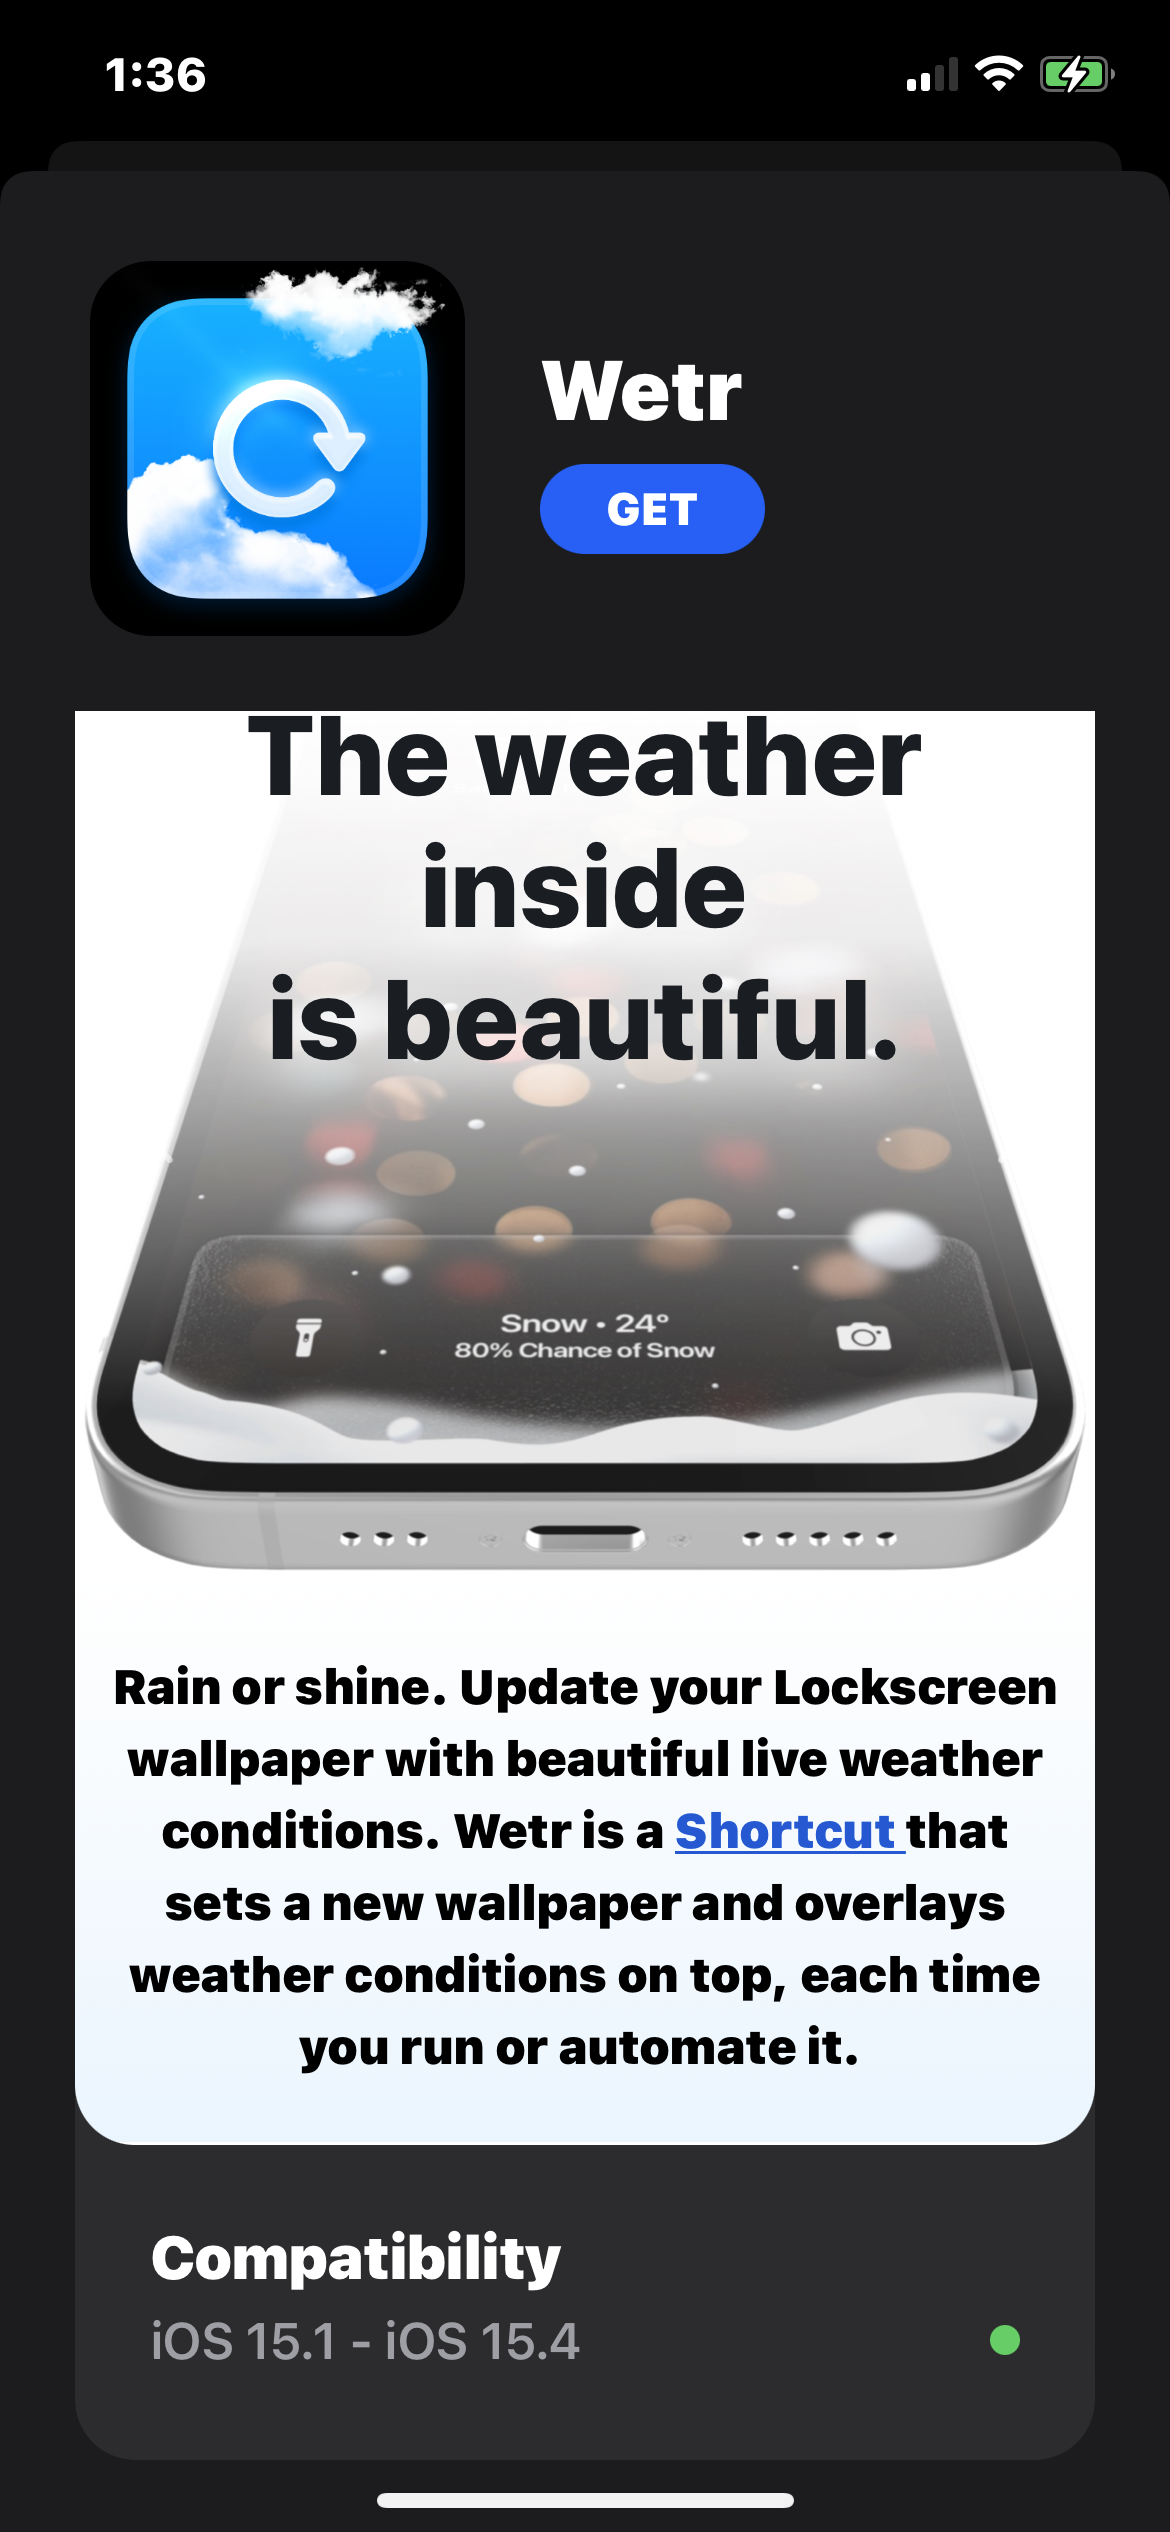 1:36
Wetr
GET
The weather
inside
is beautiful.
Snow • 24°
80% Chance of Snow
Rain or shine. Update your Lockscreen
wallpaper with beautiful live weather
conditions. Wetr is a Shortcut that
sets a new wallpaper and overlays
weather conditions on top, each time
you run or automate it.
Compatibility
iOS 15.1 - iOS 15.4